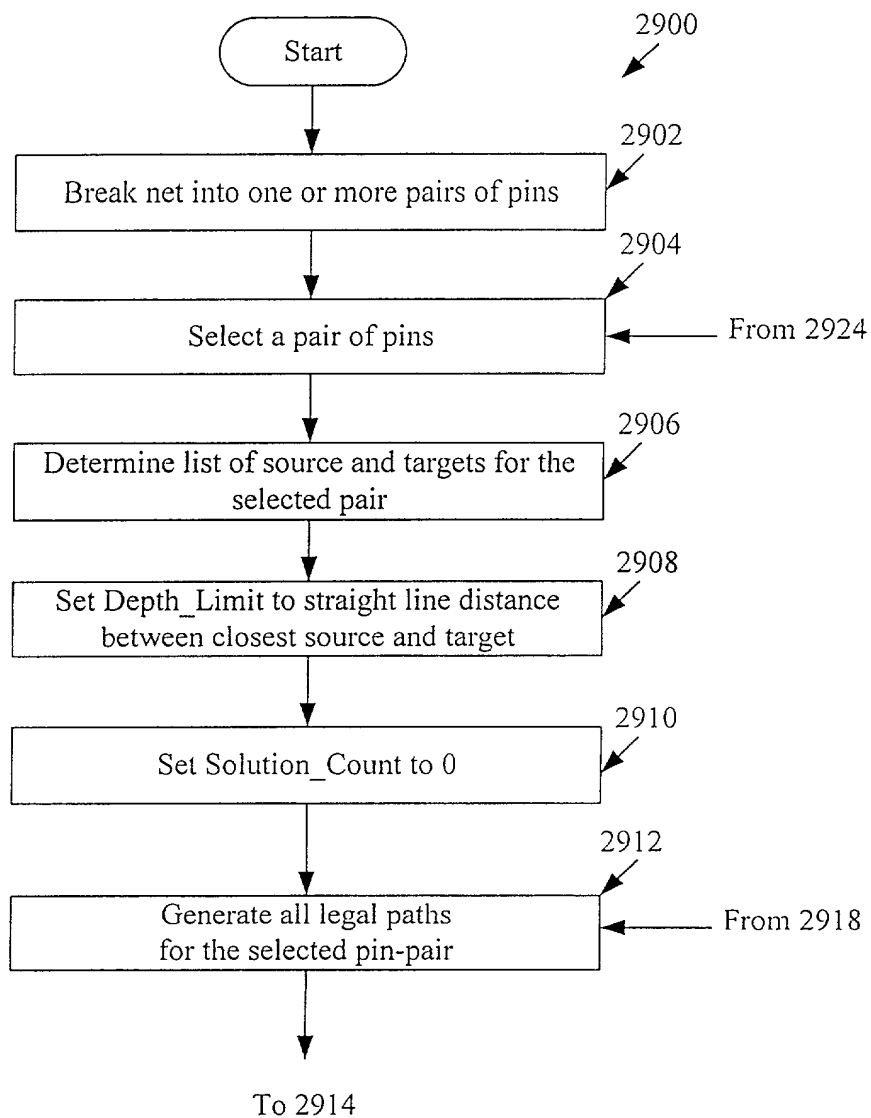 Start
2900
2902
Break net into one or more pairs of pins
2904
Select a pair of pins
From 2924
2906
Determine list of source and targets for the
selected pair
2908
Set Depth_Limit to straight line distance
between closest source and target
2910
Set Solution_Count to 0
2912
Generate all legal paths
for the selected pin-pair
From 2918
To 2914